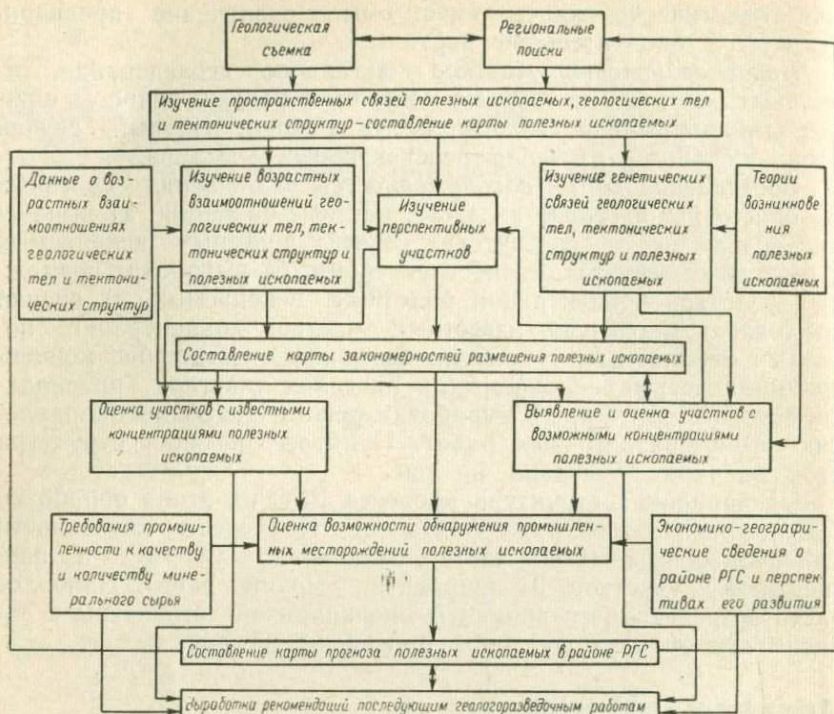 Геологическая
съемка
Региональные
поиски
Изучение пространственных связей полезных ископаемых, геологических тел
и тектонических структур-составление карты полезных ископаемых
Данные о воз-
растных взаи-
моотношениях
геологических
тел и тектони-
ческих структур
Изучение возрастных
взаимоотношений гео-
логических тел, тек-
тонических структур и
полезных ископаемых
Изучение
перспективных
участков
Изучение генетических
связей геологических
тел, тектонических
структур и полезных
ископаемых
Теории
возникнове-
ния
полезных
ископаемых
Составление карты закономерностей размещения полезных ископаемых
Оценка участков с известными
концентрациями полезных
ископаемых
Выявление и оценка участков с
возможными концентрациями
полезных ископаемых
Требования промыш-
ленности к качеству
и количеству мине-
рального сырья
Оценка возможности обнаружения промышлен-
ных месторождений полезных ископаемых
Экономико-географи-
ческие сведения о
районе РГС и перспек-
тивах его развития
Составление карты прогноза полезных ископаемых в районе РГС
Выработка рекомендаций последующим геологоразведочным работам